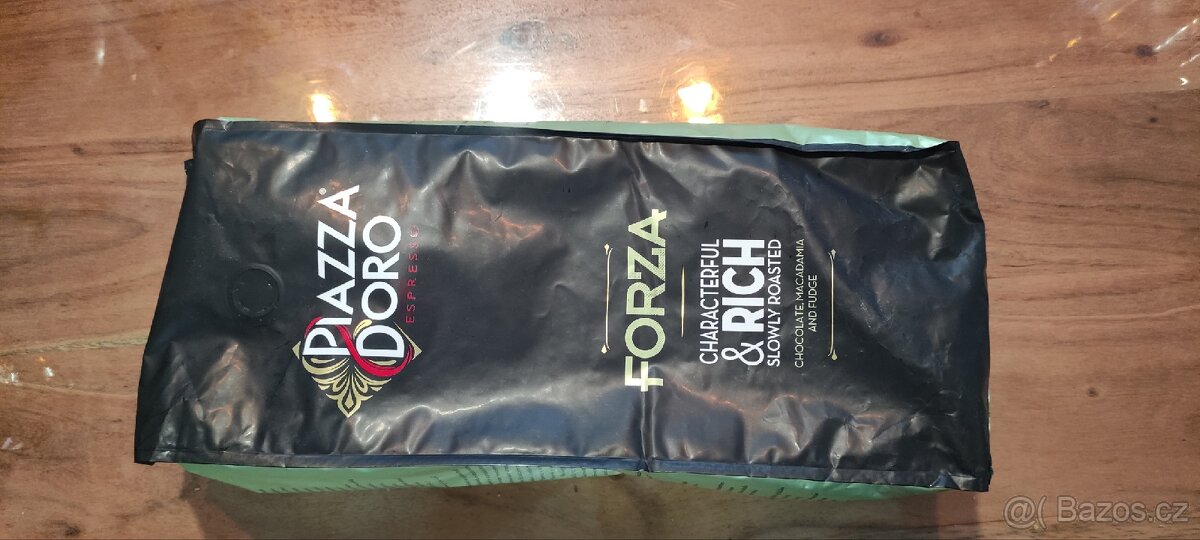 PIAZZA®
D'ORO
ESPRESSO
FORZA
CHARACTERFUL
& RICH
SLOWLY ROASTED
CHOCOLATE, MACADAMIA
AND FUDGE
@( Bazos.cz